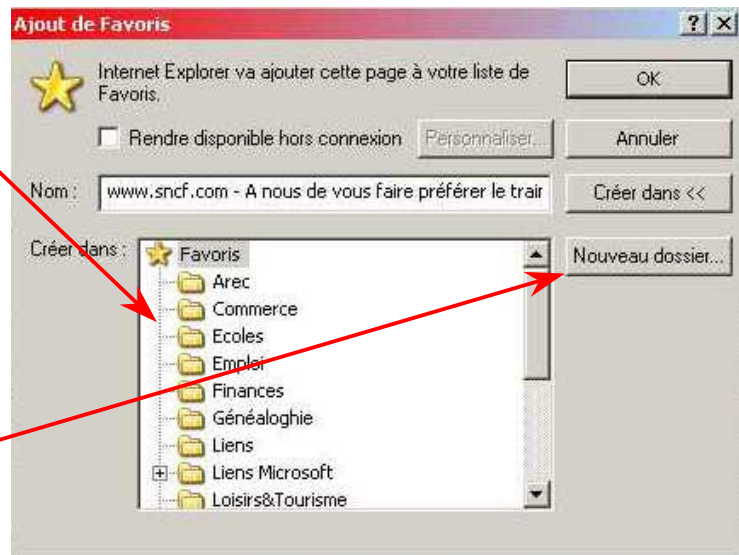 Ajout de Favoris
Internet Explorer va ajouter cette page à votre liste de
Favoris.
OK
Rendre disponible hors connexion
Personnaliser...
Annuler
Nom :
www.sncf.com - A nous de vous faire préférer le train
Créer dans <<
Créer dans :
Favoris
Nouveau dossier...
Arec
Commerce
Ecoles
Emploi
Finances
Généaloghie
Liens
Liens Microsoft
Loisirs&Tourisme